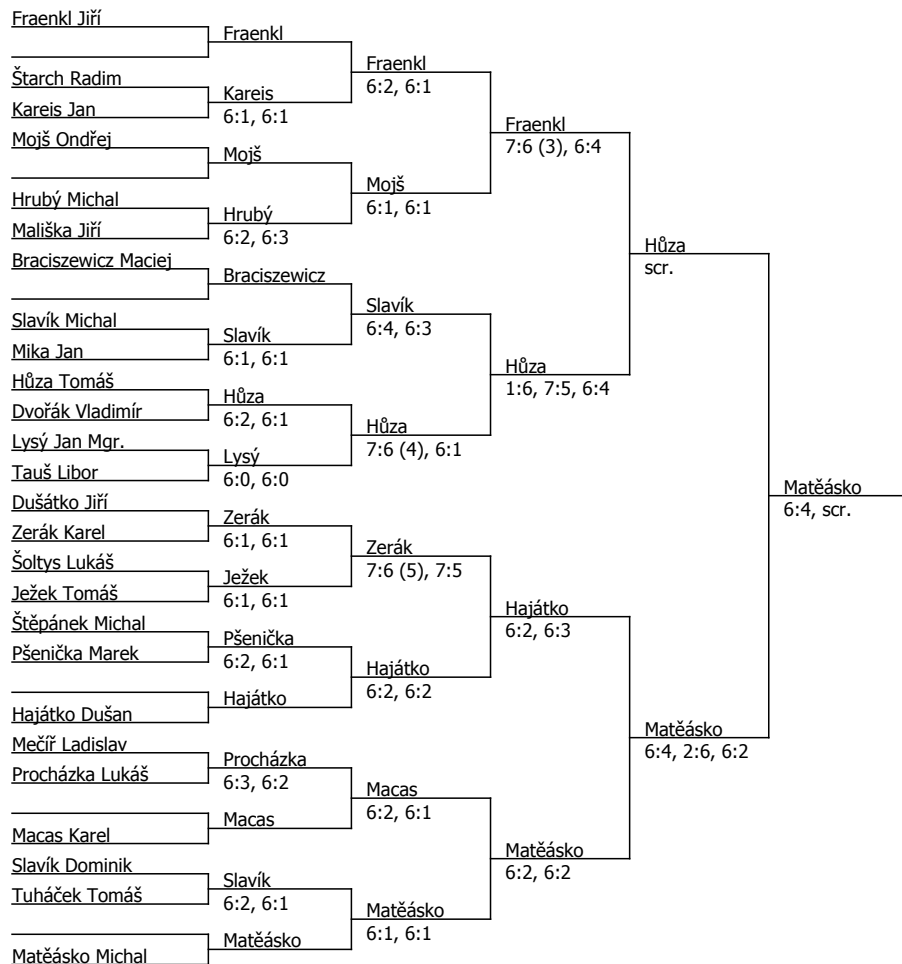 Fraenkl Jiří
Fraenkl
Fraenkl
6:2, 6:1
Štarch Radim
Kareis
6:1, 6:1
Kareis Jan
Fraenkl
7:6 (3), 6:4
Mojš Ondřej
Mojš
Mojš
6:1, 6:1
Hrubý Michal
Hrubý
6:2, 6:3
Mališka Jiří
Hůza
scr.
Braciszewicz Maciej
Braciszewicz
Slavík
6:4, 6:3
Slavík Michal
Slavík
6:1, 6:1
Mika Jan
Hůza
1:6, 7:5, 6:4
Hůza Tomáš
Hůza
6:2, 6:1
Dvořák Vladimír
Hůza
7:6 (4), 6:1
Lysý Jan Mgr.
Lysý
6:0, 6:0
Tauš Libor
Matěásko
6:4, scr.
Dušátko Jiří
Zerák
6:1, 6:1
Zerák Karel
Zerák
7:6 (5), 7:5
Šoltys Lukáš
Ježek
6:1, 6:1
Ježek Tomáš
Hajátko
6:2, 6:3
Štěpánek Michal
Pšenička
6:2, 6:1
Pšenička Marek
Hajátko
6:2, 6:2
Hajátko
Hajátko Dušan
Matěásko
6:4, 2:6, 6:2
Mečíř Ladislav
Procházka
6:3, 6:2
Procházka Lukáš
Macas
6:2, 6:1
Macas
Macas Karel
Matěásko
6:2, 6:2
Slavík Dominik
Slavík
6:2, 6:1
Tuháček Tomáš
Matěásko
6:1, 6:1
Matěásko
Matěásko Michal